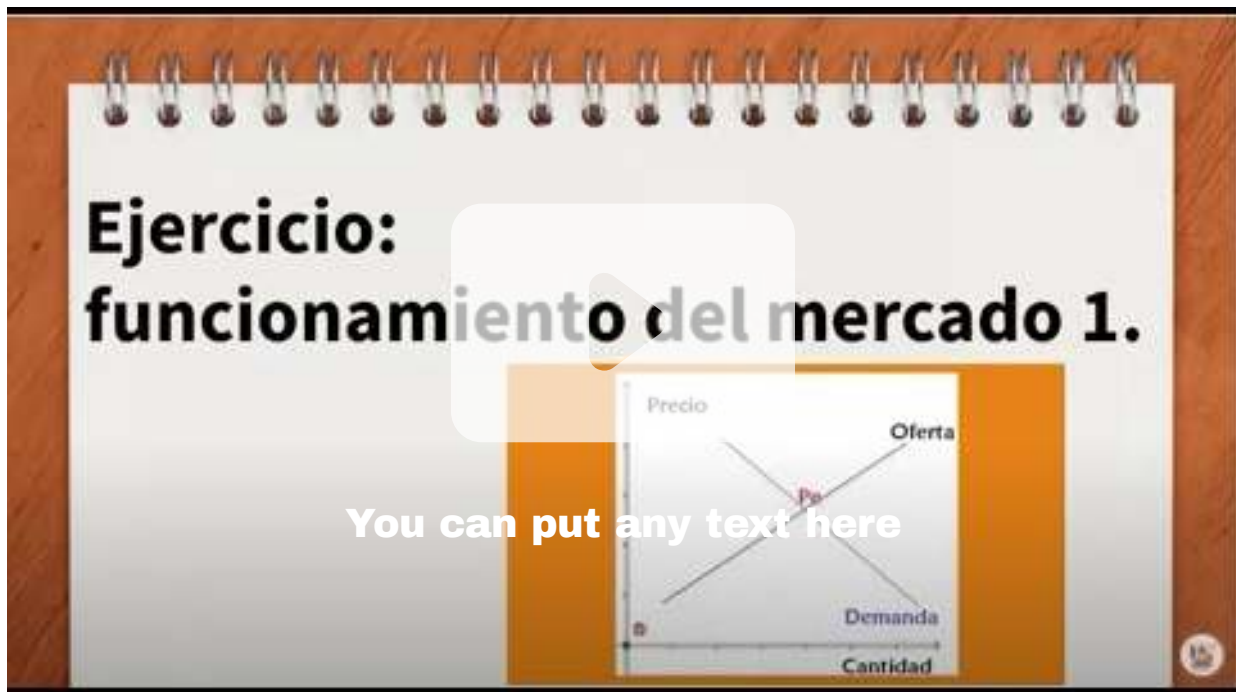 Ejercicio:
funcionamiento del mercado 1.
Precio
Oferta
Pe
You can put any text here
Demanda
Cantidad